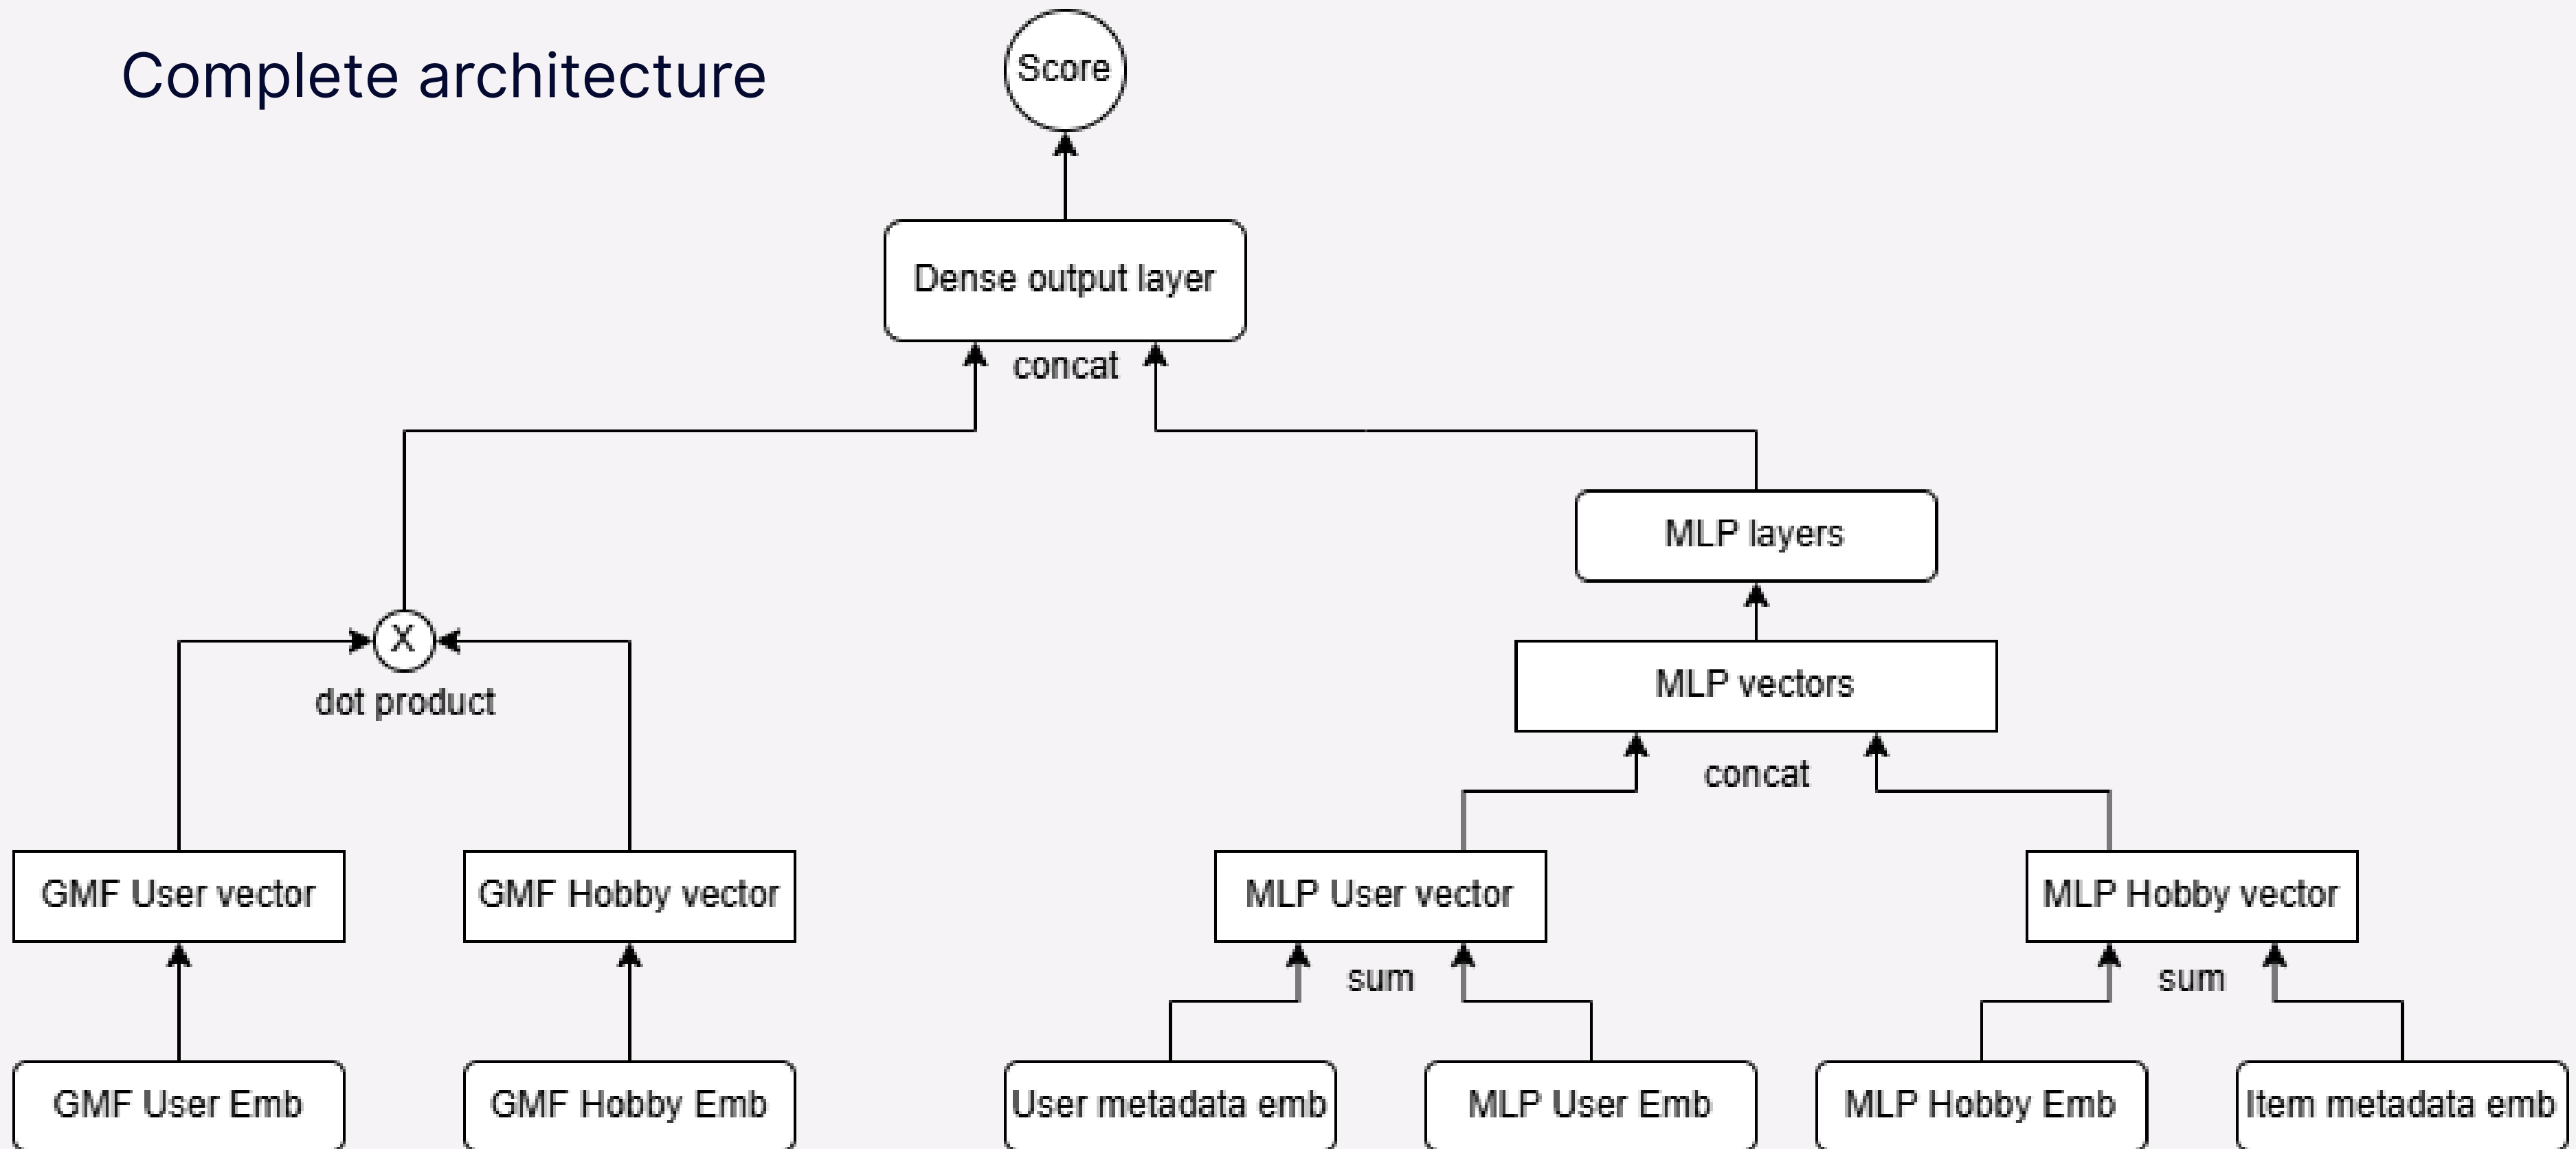 Complete architecture
Score
Dense output layer
concat
MLP layers
X
dot product
MLP vectors
concat
GMF User vector
GMF Hobby vector
MLP User vector
MLP Hobby vector
sum
sum
GMF User Emb
GMF Hobby Emb
User metadata emb
MLP User Emb
MLP Hobby Emb
Item metadata emb